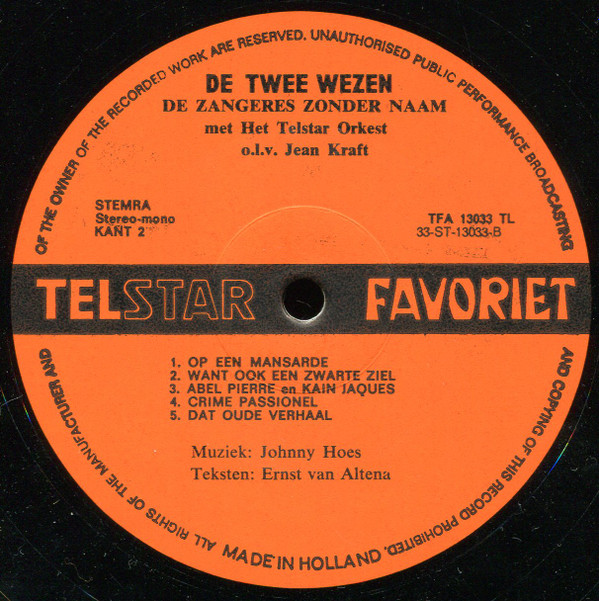 ALL RIGHTS OF THE MANUFACTURER AND OF THE OWNER OF THE RECORDED WORK ARE RESERVED. UNAUTHORISED PUBLIC PERFORMANCE BROADCASTING AND COPYING OF THIS RECORD PROHIBITED.
DE TWEE WEZEN
DE ZANGERES ZONDER NAAM
met Het Telstar Orkest
o.l.v. Jean Kraft
STEMRA
Stereo-mono
KANT 2
TFA 13033 TL
33-ST-13033-B
TELSTAR FAVORIET
1. OP EEN MANSARDE
2. WANT OOK EEN ZWARTE ZIEL
3. ABEL PIERRE en KAIN JAQUES
4. CRIME PASSIONEL
5. DAT OUDE VERHAAL
Muziek: Johnny Hoes
Teksten: Ernst van Altena
MADE IN HOLLAND